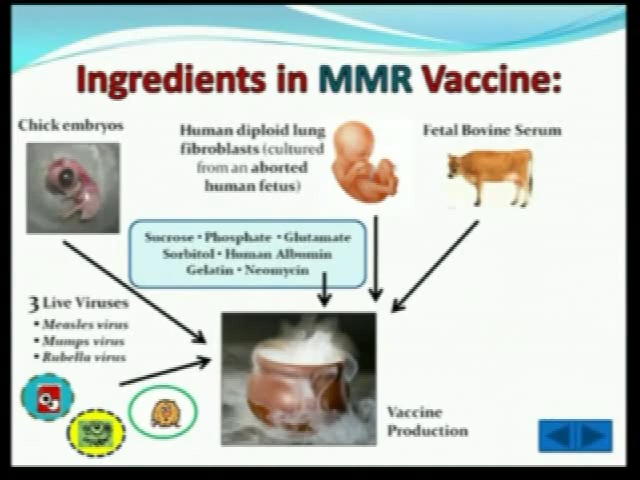 Ingredients in MMR Vaccine:
Chick embryos
Human diploid lung
fibroblasts (cultured
from an aborted
human fetus)
Fetal Bovine Serum
Sucrose • Phosphate • Glutamate
Sorbitol • Human Albumin
Gelatin • Neomycin
3 Live Viruses
• Measles virus
• Mumps virus
• Rubella virus
Vaccine
Production